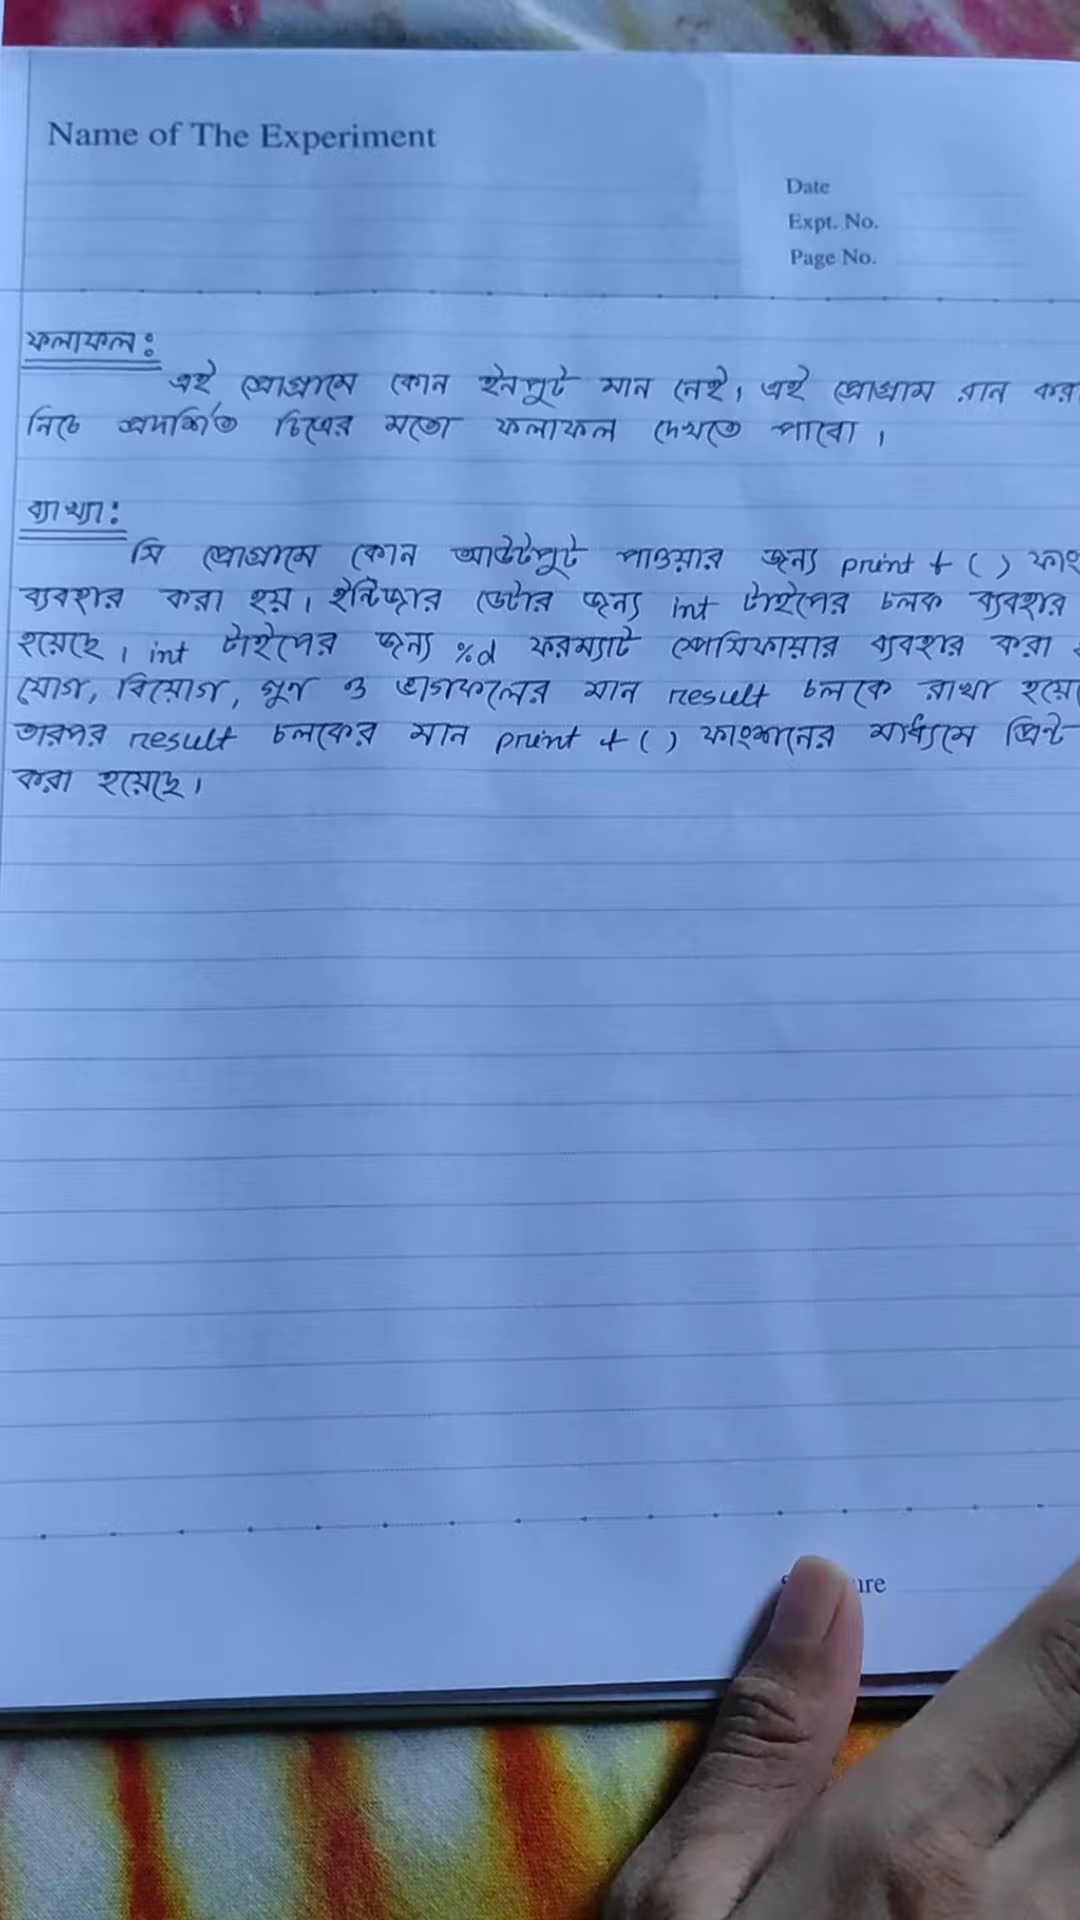 Name of The Experiment
Date
Expt. No.
Page No.
ফলাফল:
এই প্রোগ্রামে কোন ইনপুট মান নেই। এই প্রোগ্রাম রান কর
নিচে প্রদর্শিত চিত্রের মতো ফলাফল দেখতে পাবো।
ব্যাখ্যা:
সি প্রোগ্রামে কোন আউটপুট পাওয়ার জন্য printf()
ব্যবহার করা হয়। ইন্টিজার ডেটার জন্য int টাইপের চলক ব্যবহার
হয়েছে। int টাইপের জন্য %d ফরম্যাট স্পেসিফায়ার ব্যবহার করা
যোগ, বিয়োগ, গুণ ও ভাগফলের মান result চলকে রাখা হয়ে
তারপর result চলকের মান printf() ফাংশানের মাধ্যমে প্রিন্ট
করা হয়েছে।